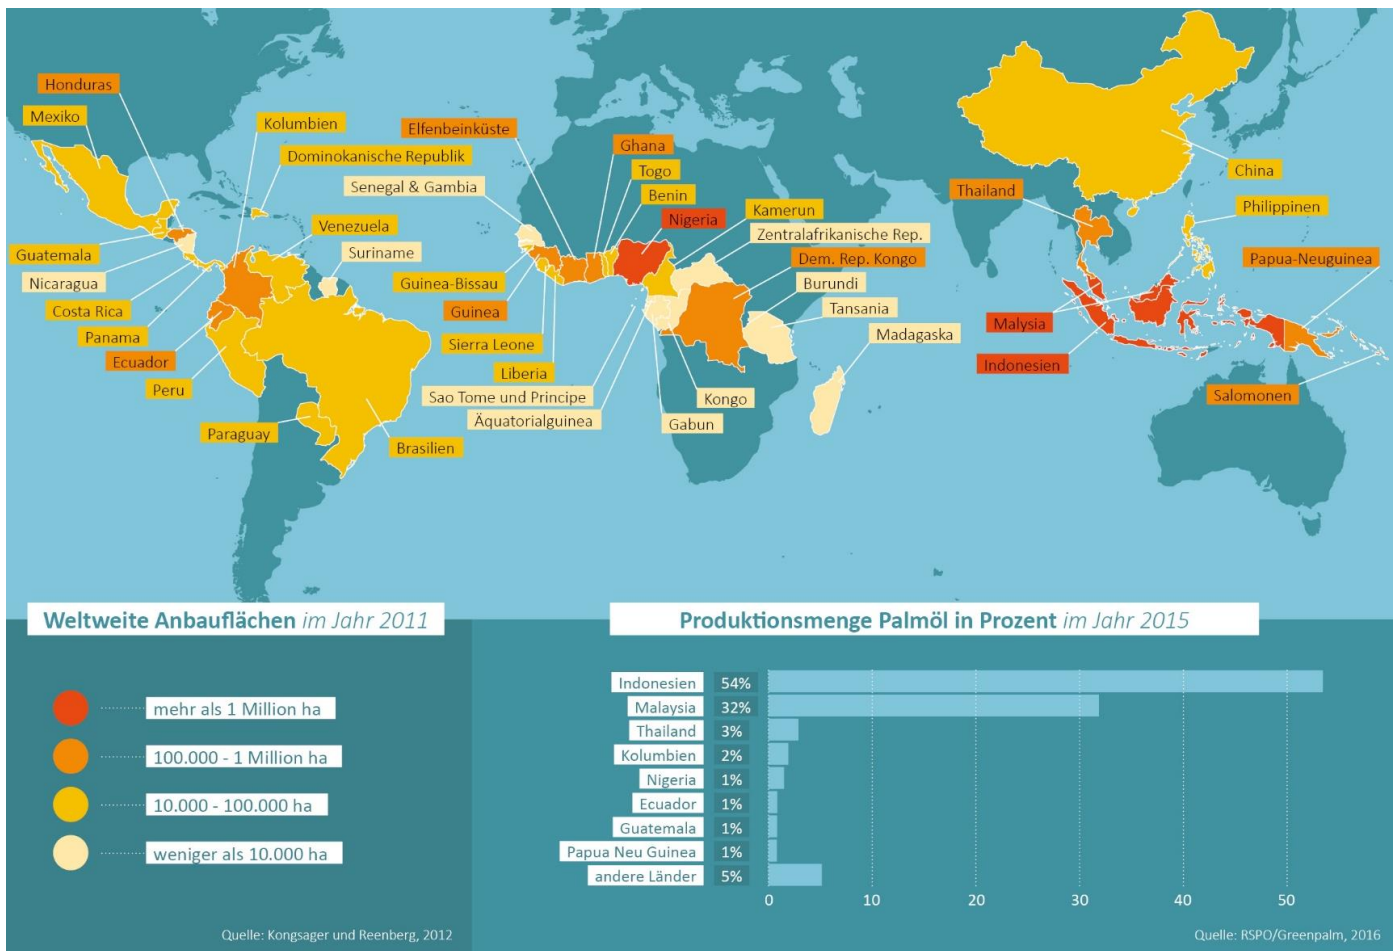 Honduras
Mexiko
Kolumbien
Dominokanische Republik
Elfenbeinküste
Senegal & Gambia
Ghana
Togo
Benin
Nigeria
Kamerun
Zentralafrikanische Rep.
Dem. Rep. Kongo
Burundi
Tansania
Madagaska
Venezuela
Suriname
Guatemala
Nicaragua
Costa Rica
Panama
Ecuador
Peru
Paraguay
Brasilien
Guinea-Bissau
Guinea
Sierra Leone
Liberia
Sao Tome und Principe
Äquatorialguinea
Kongo
Gabun
China
Thailand
Philippinen
Papua-Neuguinea
Malysia
Indonesien
Salomonen
Weltweite Anbauflächen im Jahr 2011
mehr als 1 Million ha
100.000 - 1 Million ha
10.000 - 100.000 ha
weniger als 10.000 ha
Quelle: Kongsager und Reenberg, 2012
Produktionsmenge Palmöl in Prozent im Jahr 2015
Indonesien 54%
Malaysia 32%
Thailand 3%
Kolumbien 2%
Nigeria 1%
Ecuador 1%
Guatemala 1%
Papua Neu Guinea 1%
andere Länder 5%
0 10 20 30 40 50
Quelle: RSPO/Greenpalm, 2016